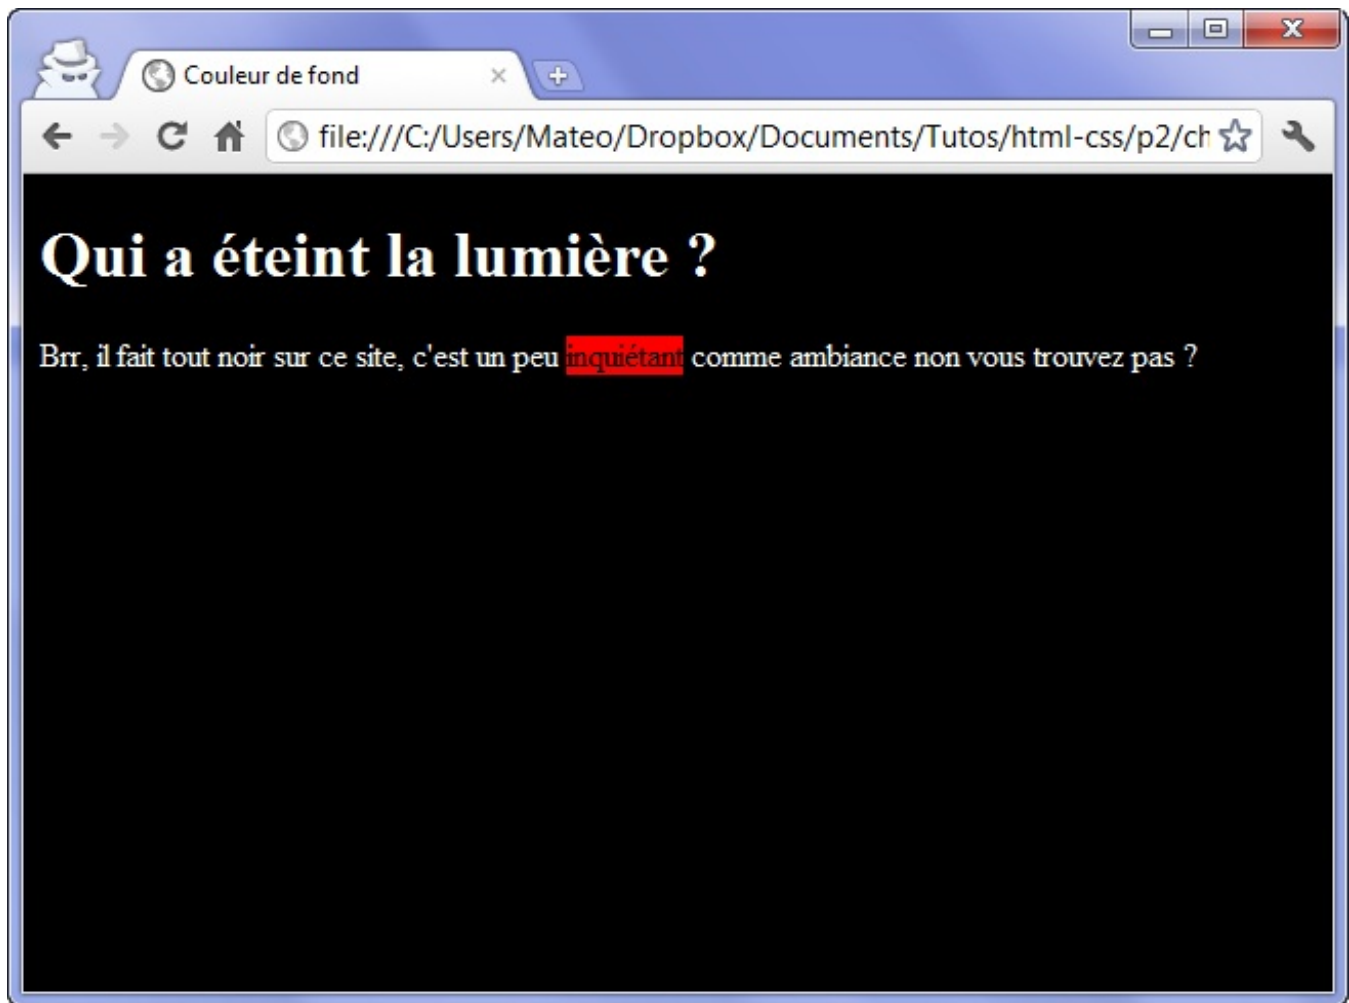 Couleur de fond
file:///C:/Users/Mateo/Dropbox/Documents/Tutos/html-css/p2/ch
Qui a éteint la lumière ?
Brr, il fait tout noir sur ce site, c'est un peu inquiétant comme ambiance non vous trouvez pas ?